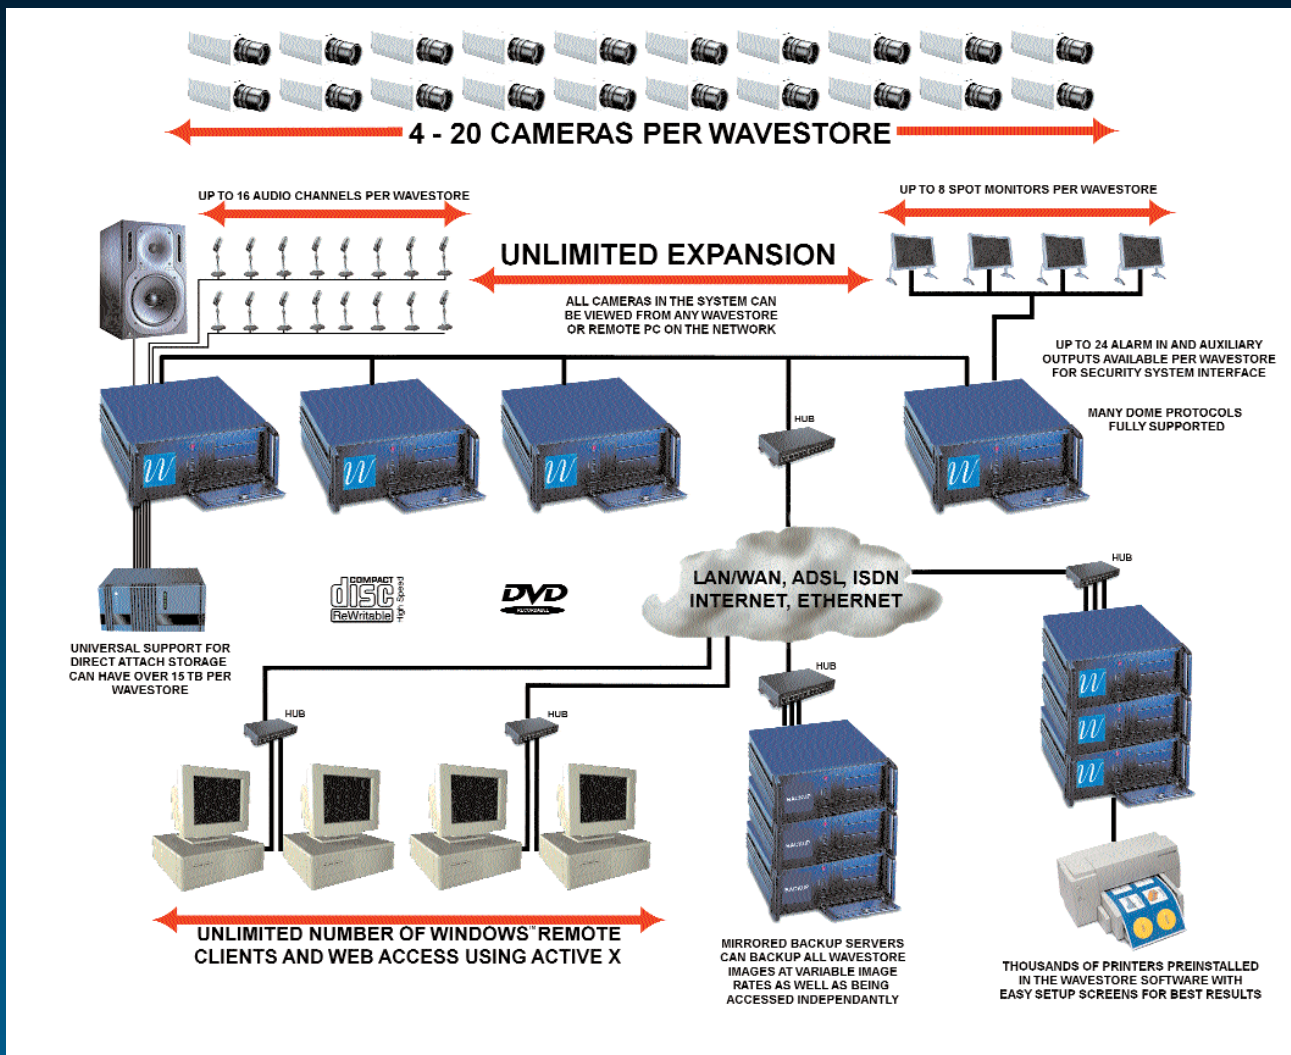 4 - 20 CAMERAS PER WAVESTORE
UP TO 16 AUDIO CHANNELS PER WAVESTORE
UP TO 8 SPOT MONITORS PER WAVESTORE
UNLIMITED EXPANSION
ALL CAMERAS IN THE SYSTEM CAN
BE VIEWED FROM ANY WAVESTORE
OR REMOTE PC ON THE NETWORK
UP TO 24 ALARM IN AND AUXILIARY
OUTPUTS AVAILABLE PER WAVESTORE
FOR SECURITY SYSTEM INTERFACE
MANY DOME PROTOCOLS
FULLY SUPPORTED
HUB
W
W
W
W
LAN/WAN, ADSL, ISDN
INTERNET, ETHERNET
HUB
COMPACT
disc
ReWritable
High Speed
DVD
RECORDABLE
UNIVERSAL SUPPORT FOR
DIRECT ATTACH STORAGE
CAN HAVE OVER 15 TB PER
WAVESTORE
HUB
HUB
HUB
W
W
W
BACKUP
BACKUP
BACKUP
UNLIMITED NUMBER OF WINDOWS™ REMOTE
CLIENTS AND WEB ACCESS USING ACTIVE X
MIRRORED BACKUP SERVERS
CAN BACKUP ALL WAVESTORE
IMAGES AT VARIABLE IMAGE
RATES AS WELL AS BEING
ACCESSED INDEPENDANTLY
THOUSANDS OF PRINTERS PREINSTALLED
IN THE WAVESTORE SOFTWARE WITH
EASY SETUP SCREENS FOR BEST RESULTS